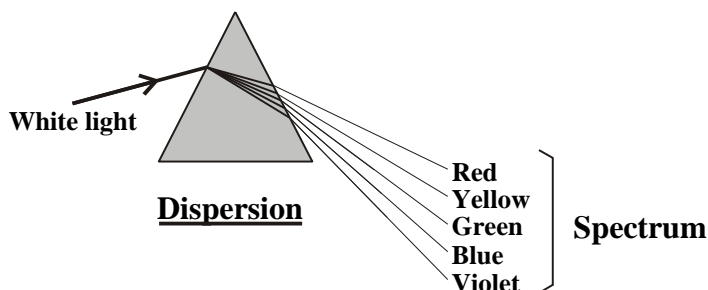 White light
Dispersion
Red
Yellow
Green
Blue
Violet
Spectrum